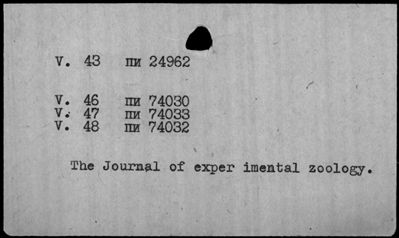 V. 43 пи 24962
V. 46 пи 74030
V. 47 пи 74033
V. 48 пи 74032
The Journal of exper imental zoology.